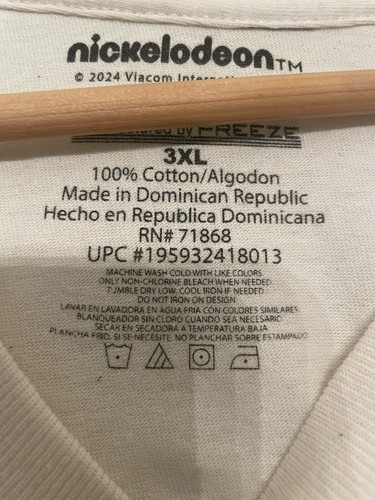 nickelodeon™
© 2024 Viacom
by FREEZE
3XL
100% Cotton/Algodon
Made in Dominican Republic
Hecho en Republica Dominicana
RN# 71868
UPC #195932418013
MACHINE WASH COLD WITH LIKE COLORS
ONLY NON-CHLORINE BLEACH WHEN NEEDED.
TUMBLE DRY LOW. COOL IRON IF NEEDED
DO NOT IRON ON DESIGN
LAVAR EN LAVADORA EN AGUA FRIA CON COLORES SIMILARES.
BLANQUEADOR SIN CLORO CUANDO SEA NECESARIO.
SECAR EN SECADORA A TEMPERATURA BAJA.
PLANCHA FRIO. SI SE NECESITE. NO PLANCHAR SOBRE ESTAMPADO